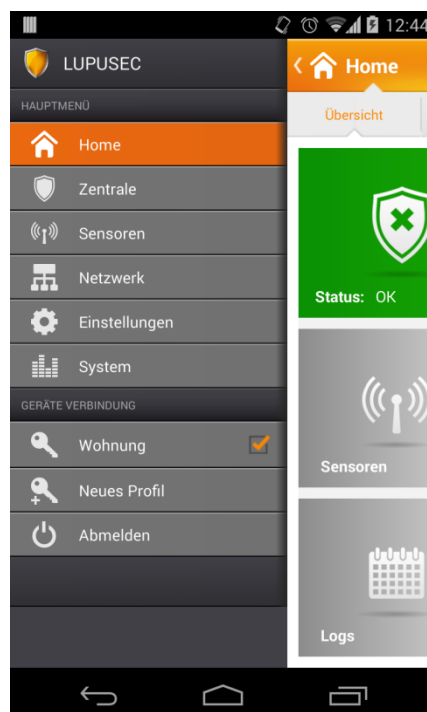 12:44
LUPUSEC
Home
HAUPTMENÜ
Übersicht
Home
Zentrale
Sensoren
Netzwerk
Status: OK
Einstellungen
System
GERÄTE VERBINDUNG
Wohnung
Sensoren
Neues Profil
Abmelden
Logs